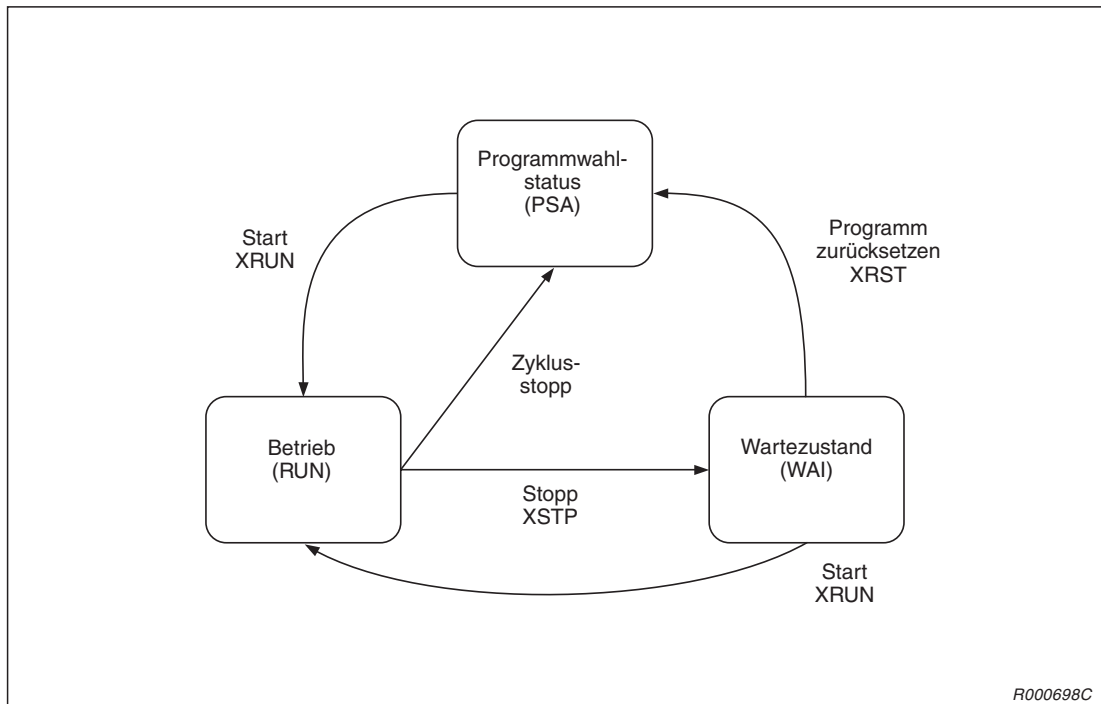 Programmwahl-
status
(PSA)
Start
XRUN
Programm
zurücksetzen
XRST
Zyklus-
stopp
Betrieb
(RUN)
Wartezustand
(WAI)
Stopp
XSTP
Start
XRUN
R000698C